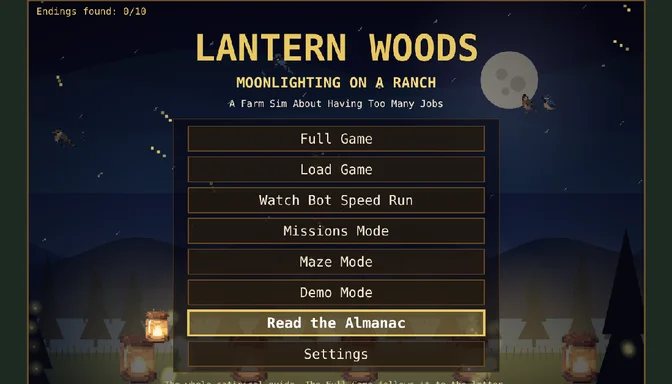 Endings found: 0/10
LANTERN WOODS
MOONLIGHTING ON A RANCH
A Farm Sim About Having Too Many Jobs
Full Game
Load Game
Watch Bot Speed Run
Missions Mode
Maze Mode
Demo Mode
Read the Almanac
Settings